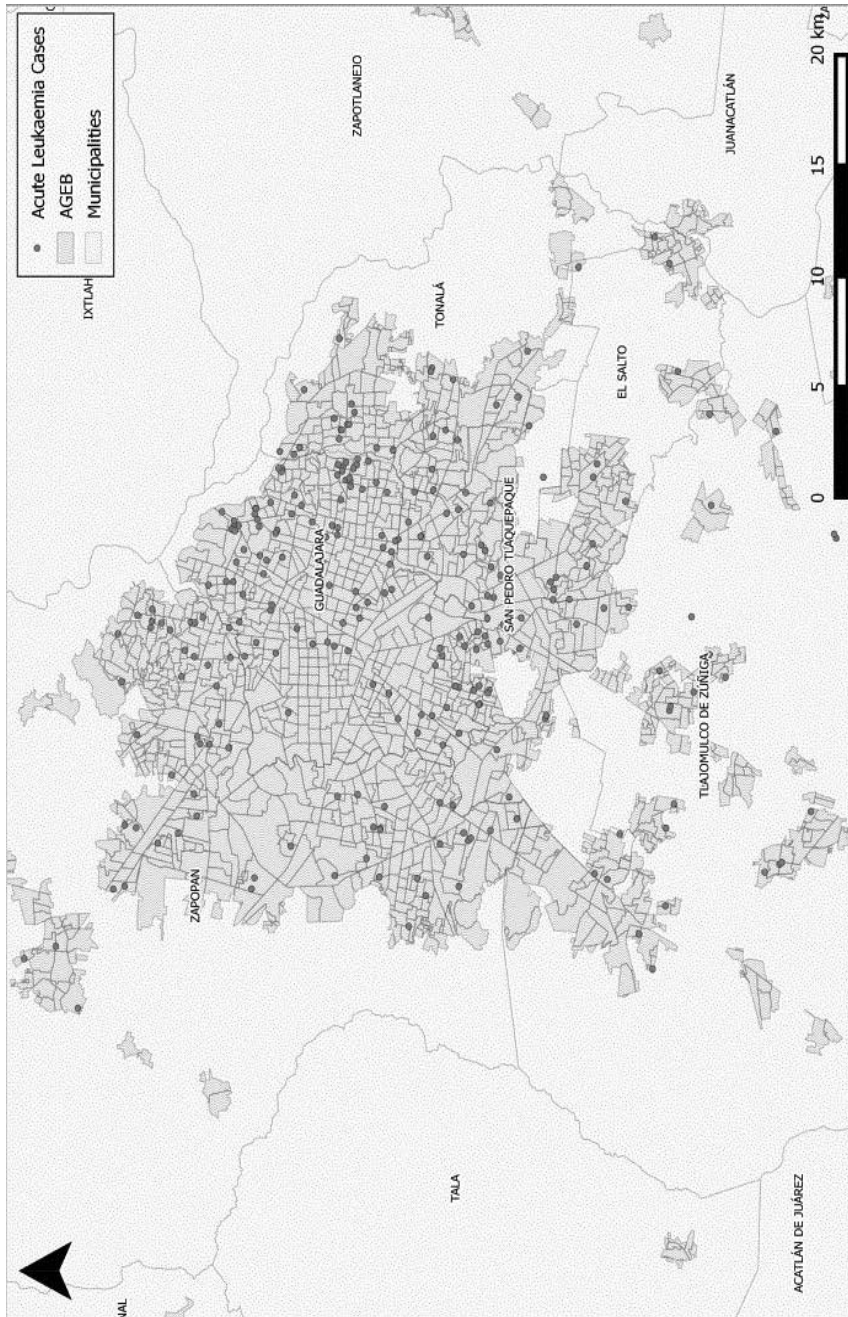 Acute Leukaemia Cases
AGEB
Municipalities
IXTLAH
ZAPOTLANEJO
NAL
ZAPOPAN
GUADALAJARA
TONALÁ
TALA
SAN PEDRO TLAQUEPAQUE
EL SALTO
JUANACATLÁN
TLAJOMULCO DE ZÚÑIGA
ACATLÁN DE JUÁREZ
0 5 10 15 20 km